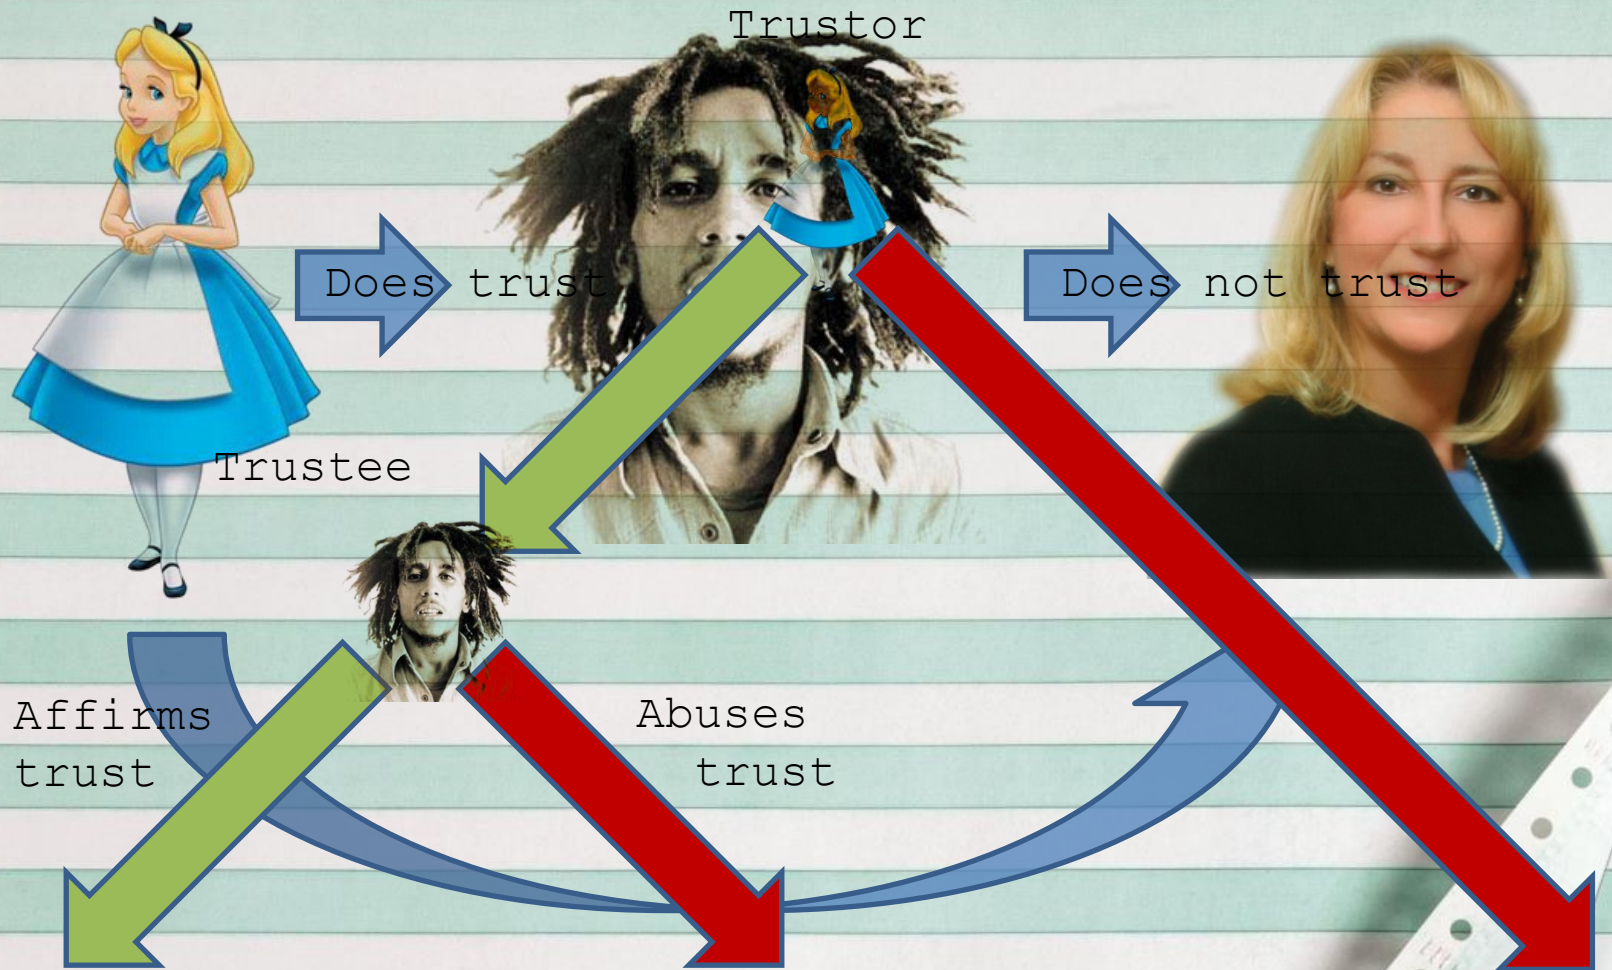 Trustor
Does trust
Does not trust
Trustee
Affirms
trust
Abuses
trust